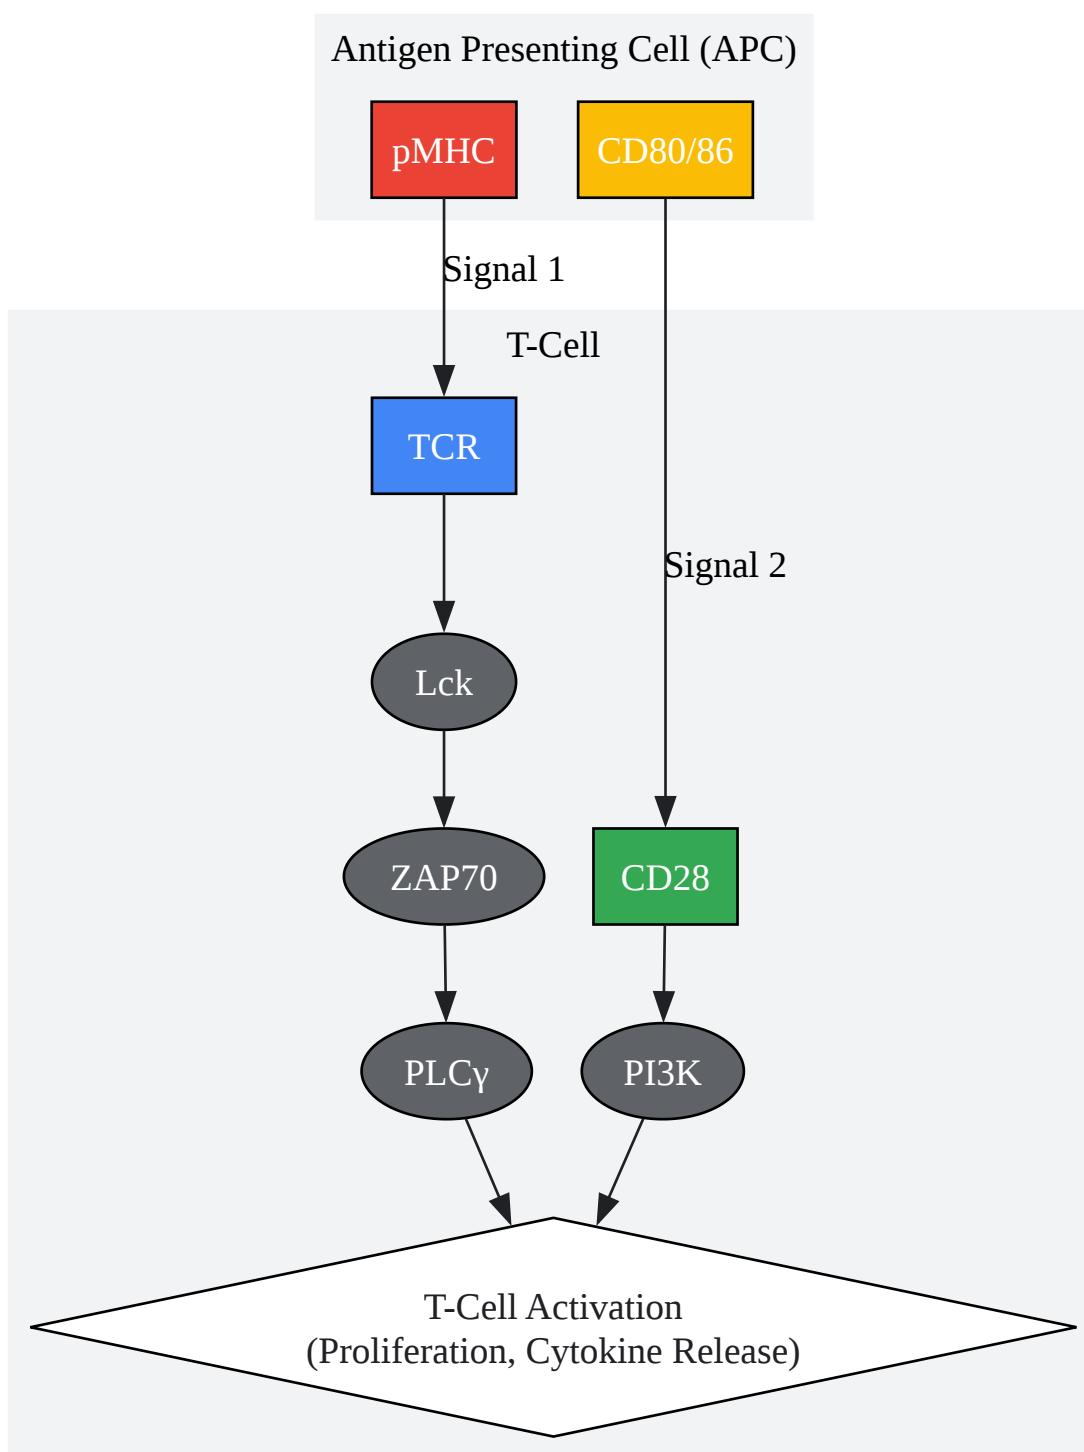 Antigen Presenting Cell (APC)
pMHC
CD80/86
Signal 1
T-Cell
TCR
Signal 2
Lck
ZAP70
CD28
PLCγ
PI3K
T-Cell Activation
(Proliferation, Cytokine Release)